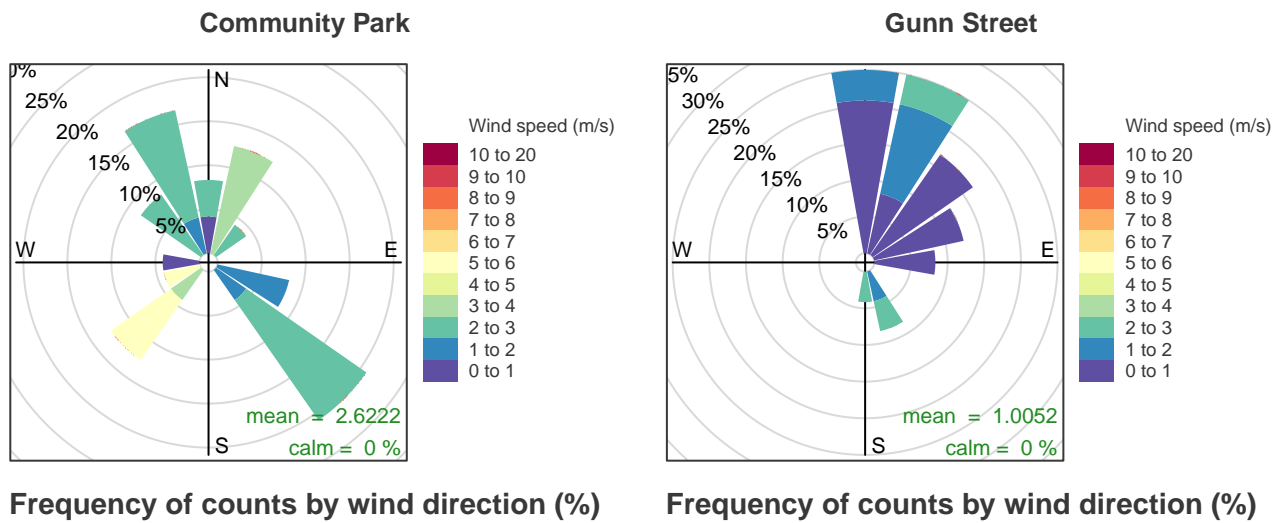 Community Park
25%
20%
15%
10%
5%
N
W
E
S
mean = 2.6222
calm = 0 %
Wind speed (m/s)
10 to 20
9 to 10
8 to 9
7 to 8
6 to 7
5 to 6
4 to 5
3 to 4
2 to 3
1 to 2
0 to 1
Frequency of counts by wind direction (%)
Gunn Street
5%
30%
25%
20%
15%
10%
5%
W
E
S
mean = 1.0052
calm = 0 %
Wind speed (m/s)
10 to 20
9 to 10
8 to 9
7 to 8
6 to 7
5 to 6
4 to 5
3 to 4
2 to 3
1 to 2
0 to 1
Frequency of counts by wind direction (%)